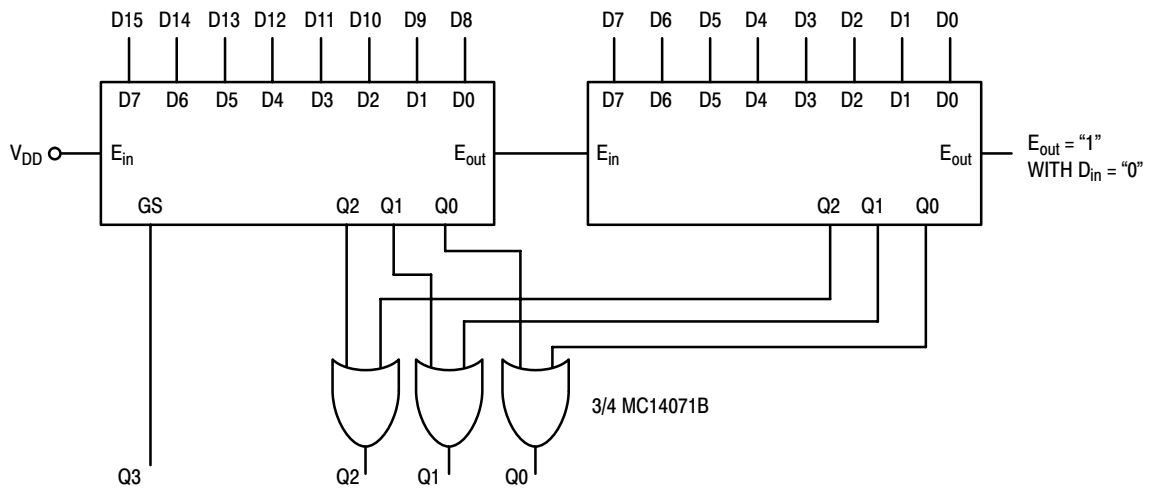 D15 D14 D13 D12 D11 D10 D9 D8 D7 D6 D5 D4 D3 D2 D1 D0
D7 D6 D5 D4 D3 D2 D1 D0 D7 D6 D5 D4 D3 D2 D1 D0
VDD Ein Eout Ein Eout Eout = “1”
WITH Din = “0”
GS Q2 Q1 Q0 Q2 Q1 Q0
3/4 MC14071B
Q3 Q2 Q1 Q0